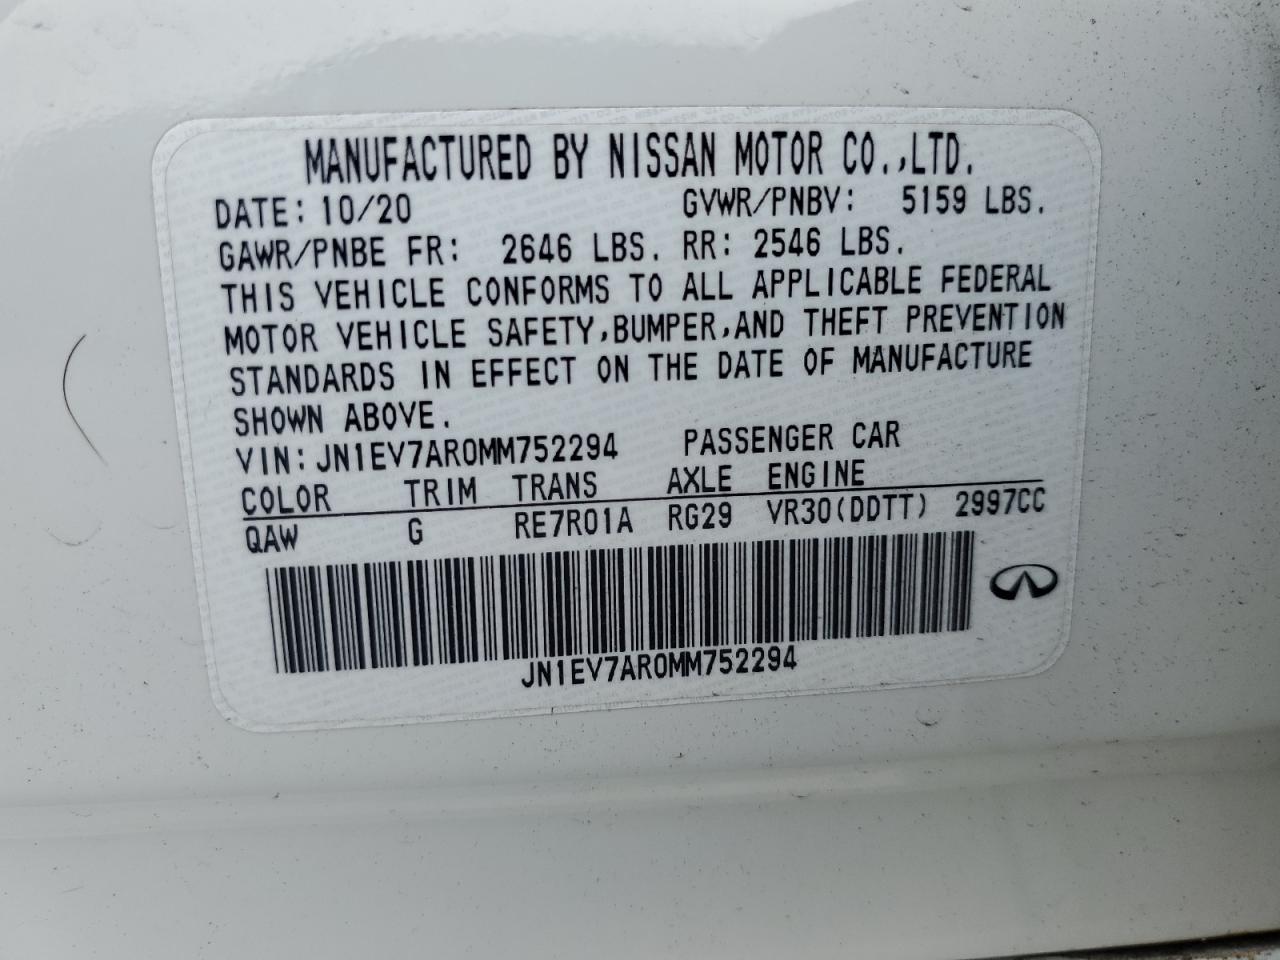 MANUFACTURED BY NISSAN MOTOR CO.,LTD.
DATE: 10/20 GVWR/PNBV: 5159 LBS.
GAWR/PNBE FR: 2646 LBS. RR: 2546 LBS.
THIS VEHICLE CONFORMS TO ALL APPLICABLE FEDERAL
MOTOR VEHICLE SAFETY,BUMPER,AND THEFT PREVENTION
STANDARDS IN EFFECT ON THE DATE OF MANUFACTURE
SHOWN ABOVE.
VIN: JN1EV7AR0MM752294 PASSENGER CAR
COLOR TRIM TRANS AXLE ENGINE
QAW G RE7R01A RG29 VR30(DDTT) 2997CC
JN1EV7AR0MM752294